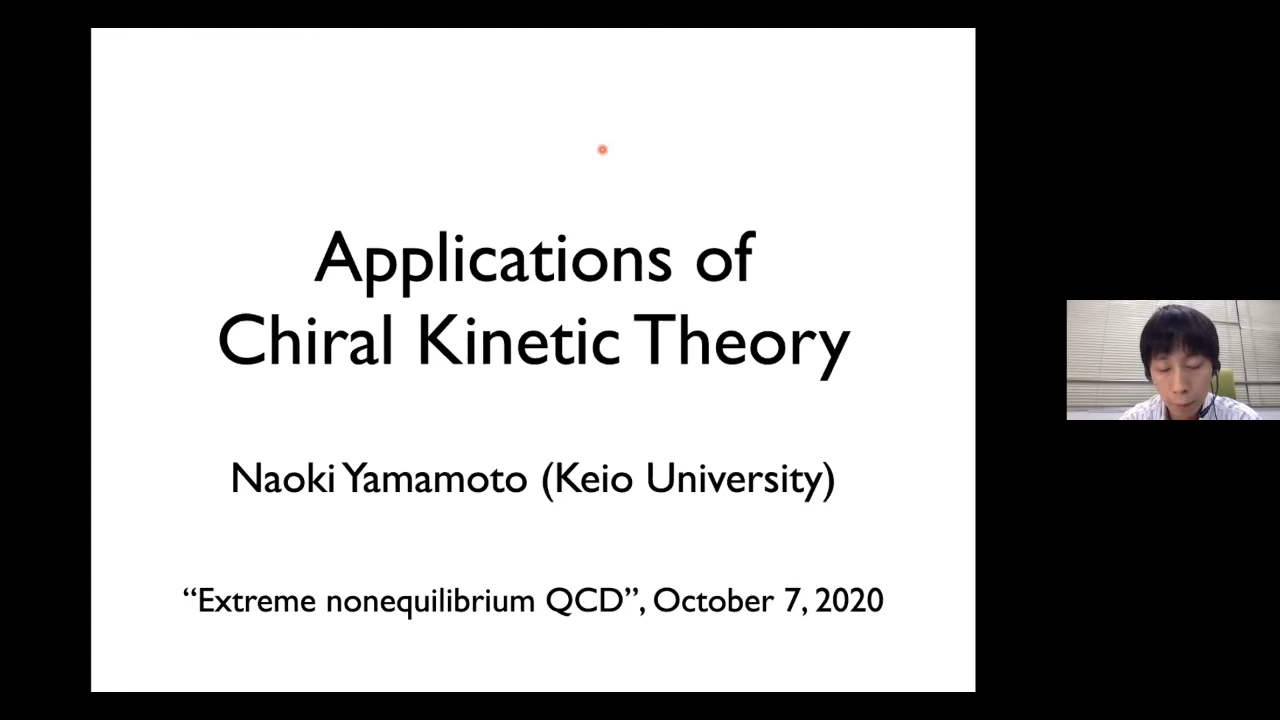 Applications of
Chiral Kinetic Theory
Naoki Yamamoto (Keio University)
“Extreme nonequilibrium QCD”, October 7, 2020